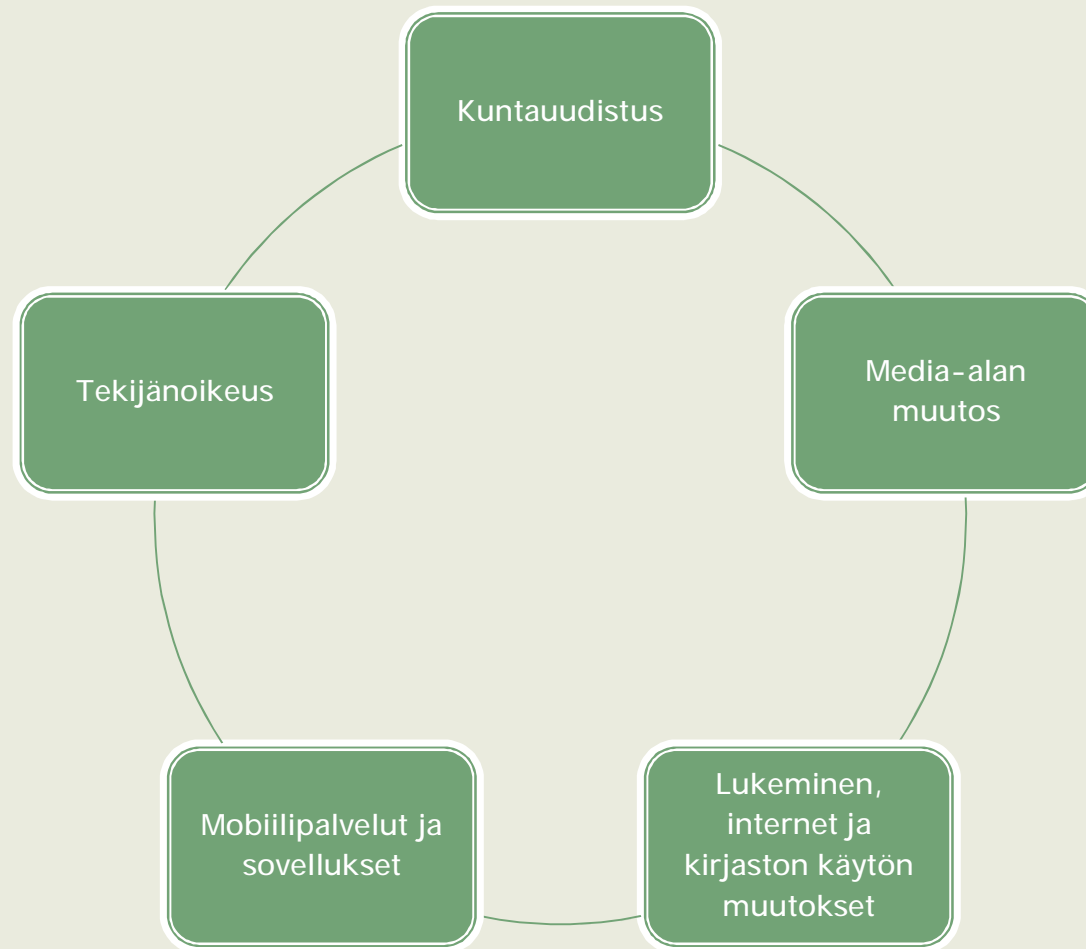 Kuntauudistus
Media-alan
muutos
Lukeminen,
internet ja
kirjaston käytön
muutokset
Mobiilipalvelut ja
sovellukset
Tekijänoikeus